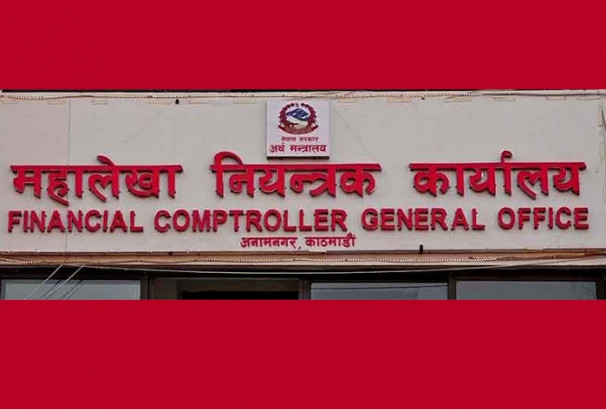 नेपाल सरकार
अर्थ मन्त्रालय
महालेखा नियन्त्रक कार्यालय
FINANCIAL COMPTROLLER GENERAL OFFICE
अनामनगर, काठमाडौं